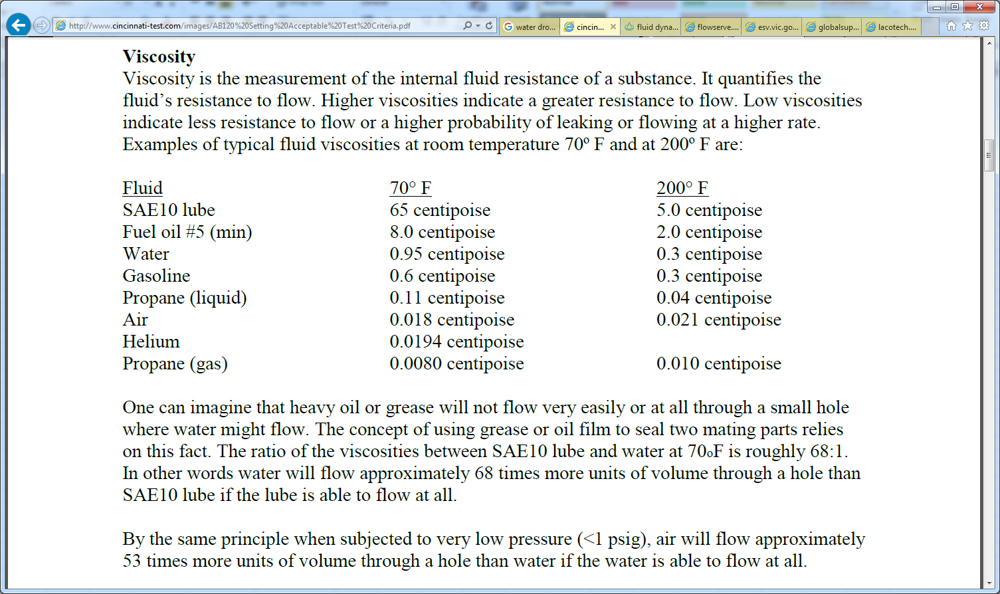 http://www.cincinnati-test.com/images/AB120%20Setting%20Acceptable%20Test%20Criteria.pdf
water dro... cincin... fluid dyna... flowserve.... esv.vic.go... globalsup... lacotech....
Viscosity
Viscosity is the measurement of the internal fluid resistance of a substance. It quantifies the
fluid’s resistance to flow. Higher viscosities indicate a greater resistance to flow. Low viscosities
indicate less resistance to flow or a higher probability of leaking or flowing at a higher rate.
Examples of typical fluid viscosities at room temperature 70º F and at 200º F are:
Fluid 70° F 200° F
SAE10 lube 65 centipoise 5.0 centipoise
Fuel oil #5 (min) 8.0 centipoise 2.0 centipoise
Water 0.95 centipoise 0.3 centipoise
Gasoline 0.6 centipoise 0.3 centipoise
Propane (liquid) 0.11 centipoise 0.04 centipoise
Air 0.018 centipoise 0.021 centipoise
Helium 0.0194 centipoise
Propane (gas) 0.0080 centipoise 0.010 centipoise
One can imagine that heavy oil or grease will not flow very easily or at all through a small hole
where water might flow. The concept of using grease or oil film to seal two mating parts relies
on this fact. The ratio of the viscosities between SAE10 lube and water at 70oF is roughly 68:1.
In other words water will flow approximately 68 times more units of volume through a hole than
SAE10 lube if the lube is able to flow at all.
By the same principle when subjected to very low pressure (<1 psig), air will flow approximately
53 times more units of volume through a hole than water if the water is able to flow at all.